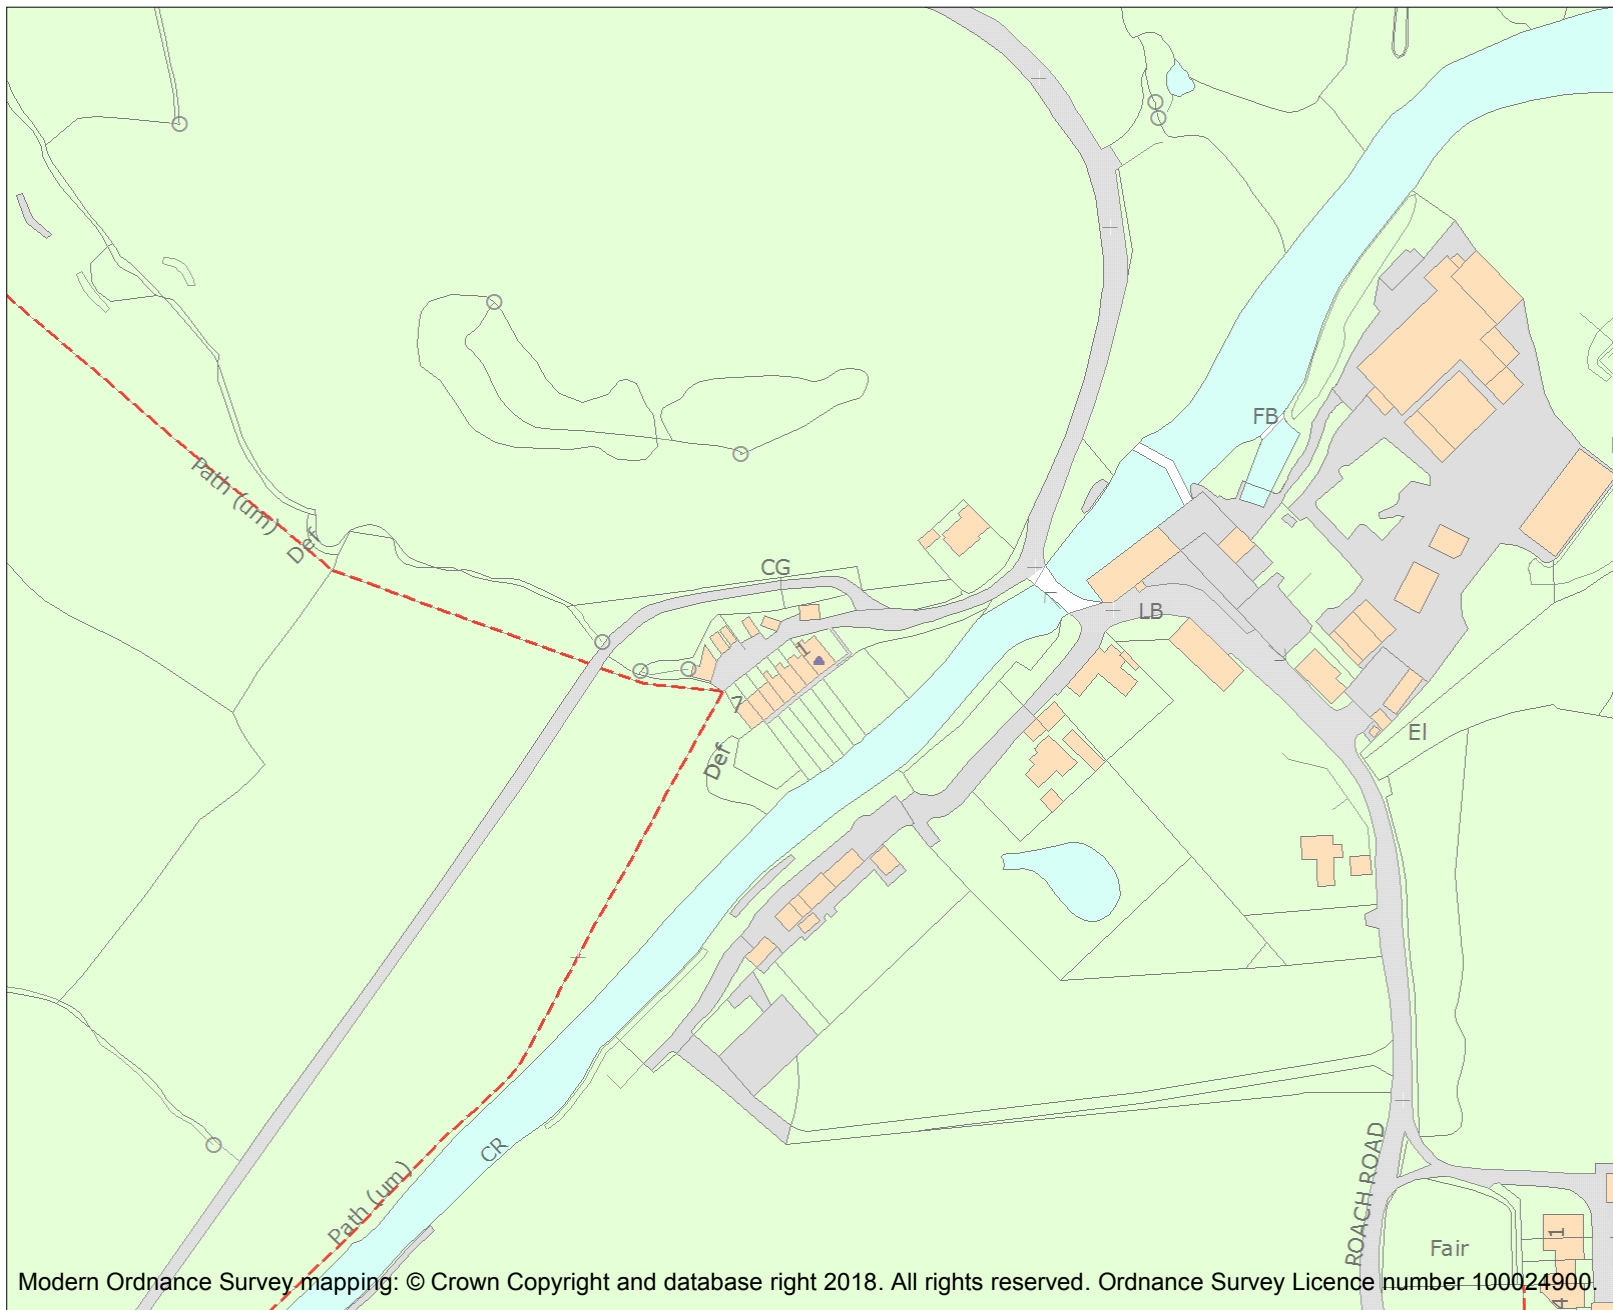 FB
Path (um)
Def
CG
LB
1
7
Def
El
CR
Path (um)
ROACH ROAD
1
Fair
4
Modern Ordnance Survey mapping: © Crown Copyright and database right 2018. All rights reserved. Ordnance Survey Licence number 100024900.